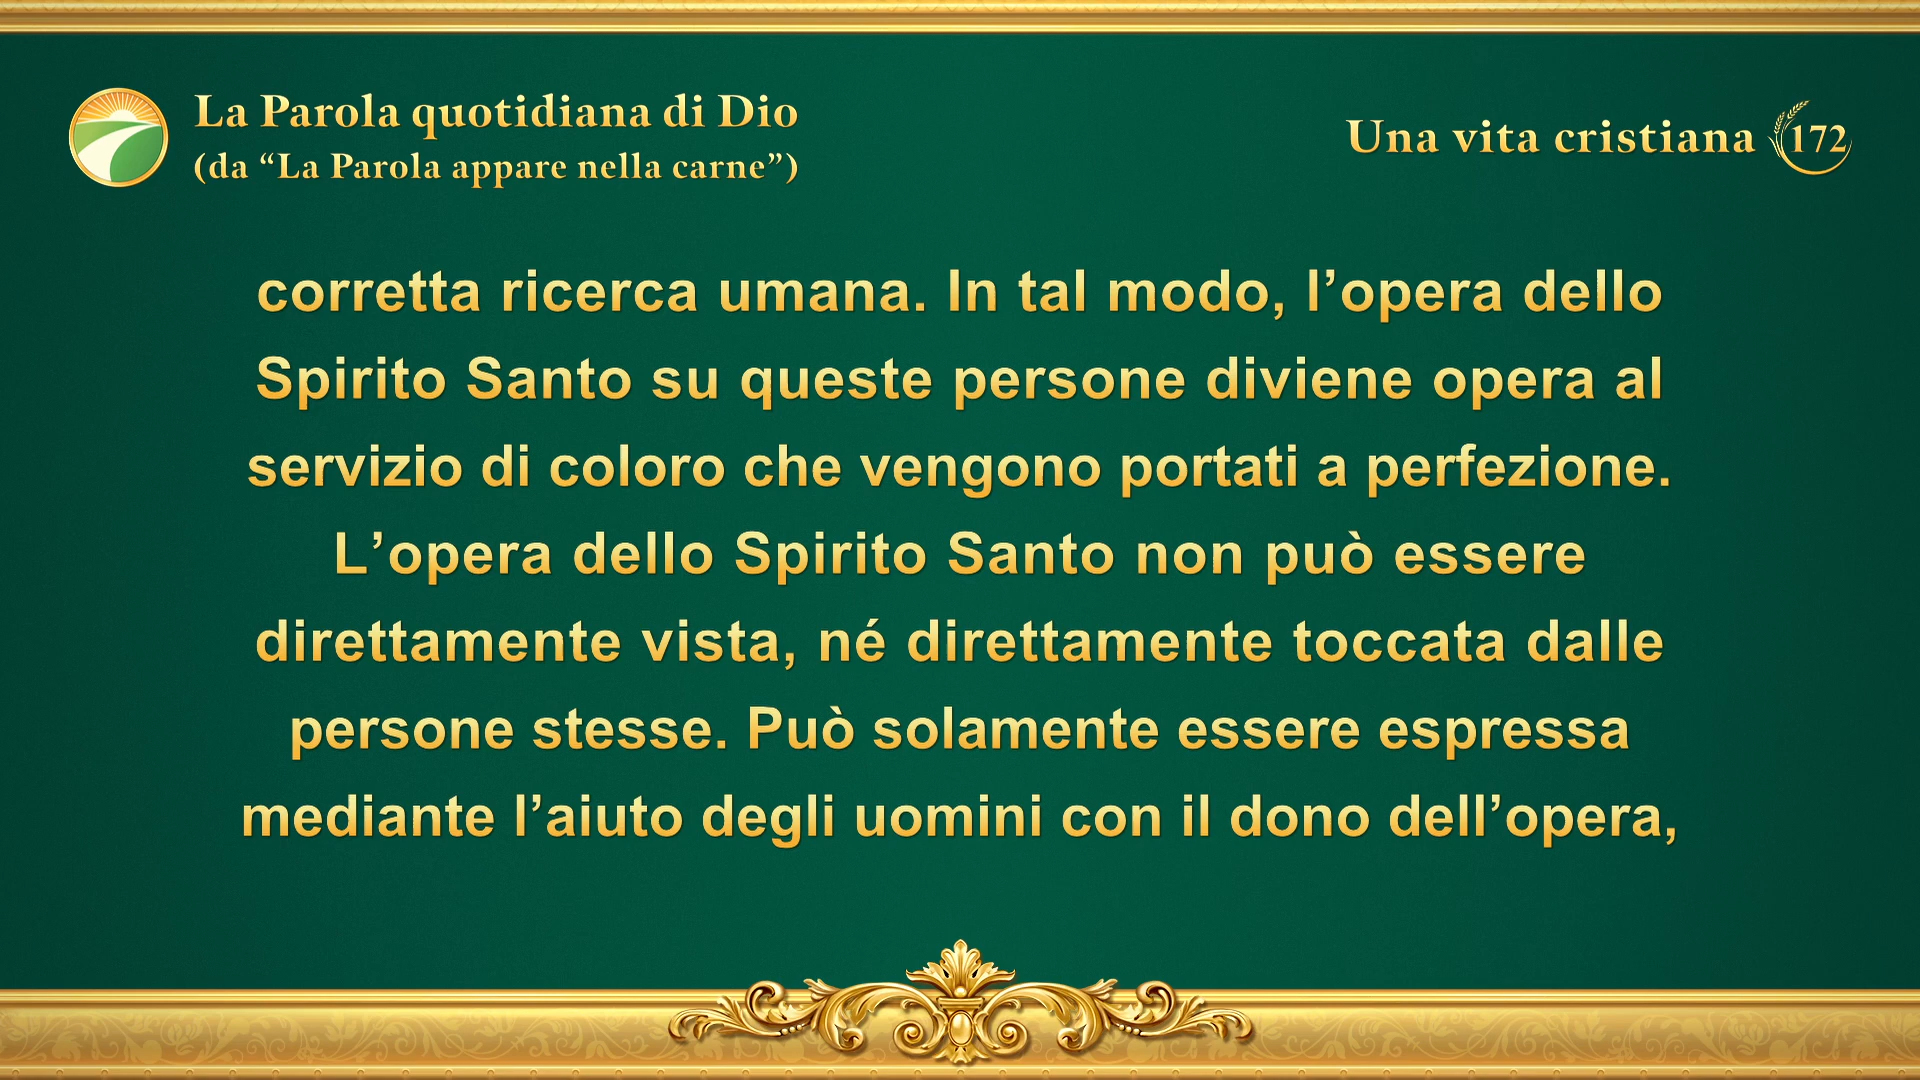 La Parola quotidiana di Dio
(da “La Parola appare nella carne”)
Una vita cristiana 172
corretta ricerca umana. In tal modo, l’opera dello
Spirito Santo su queste persone diviene opera al
servizio di coloro che vengono portati a perfezione.
L’opera dello Spirito Santo non può essere
direttamente vista, né direttamente toccata dalle
persone stesse. Può solamente essere espressa
mediante l’aiuto degli uomini con il dono dell’opera,